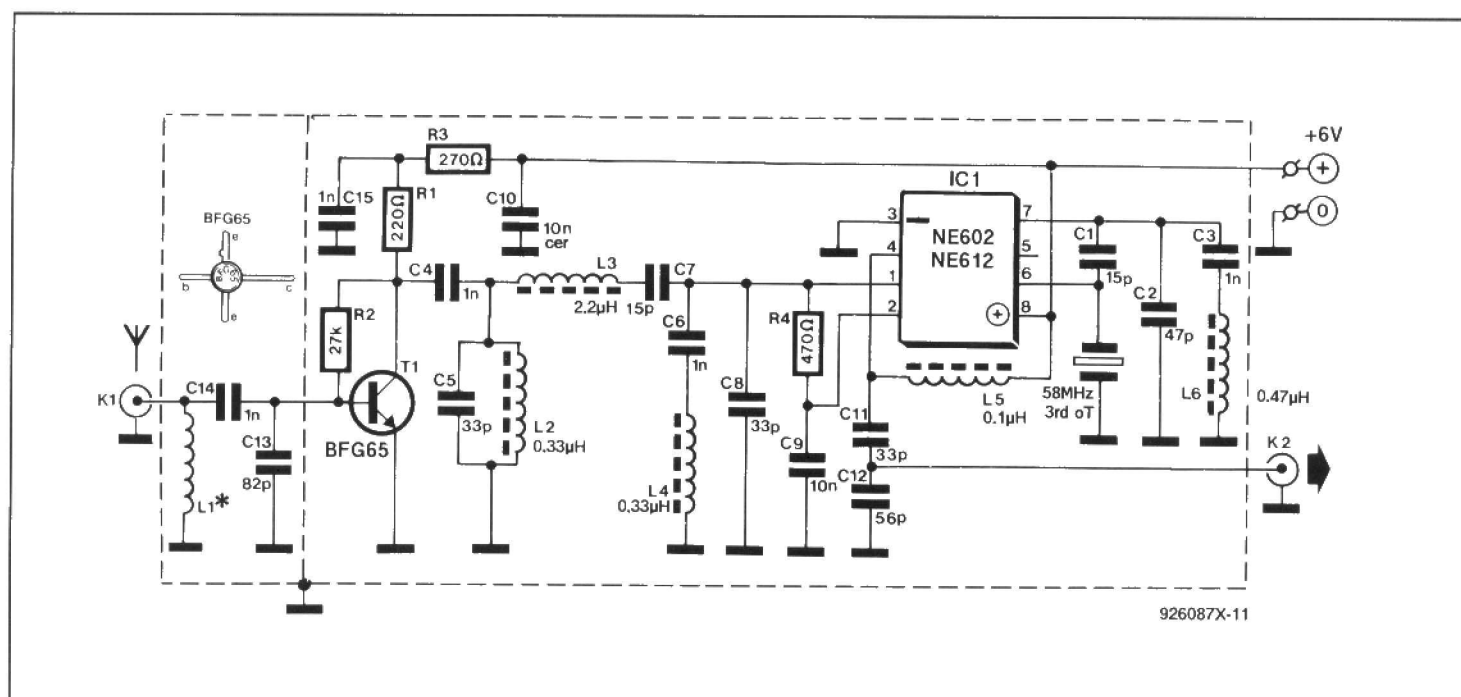 +6V
R3
270Ω
IC1
1n
C15
220Ω
R1
C10
10n
cer
+
0
BFG65
e
b
c
e
BFG
65
3
4
1
2
NE602
NE612
+
7
5
6
8
C1
15p
C3
1n
C2
47p
C4
1n
L3
2.2µH
C7
15p
C6
1n
R4
470Ω
R2
27k
T1
BFG65
K1
C14
1n
C13
82p
L1*
C5
33p
L2
0,33µH
C8
33p
L4
0,33µH
C9
10n
L5
0.1µH
C11
33p
C12
56p
58MHz
3rd oT
L6
0.47µH
K2
926087X-11